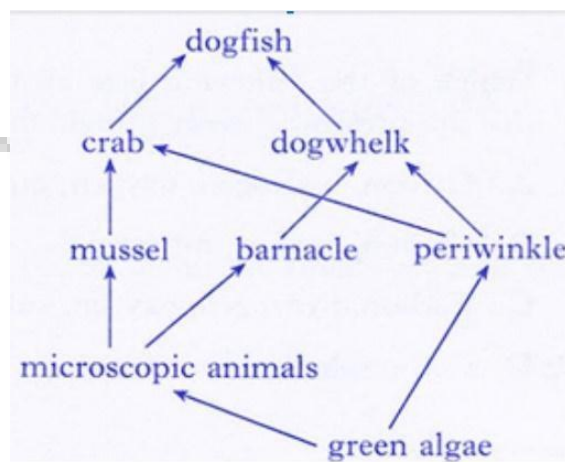 dogfish
crab dogwhelk
mussel barnacle periwinkle
microscopic animals
green algae